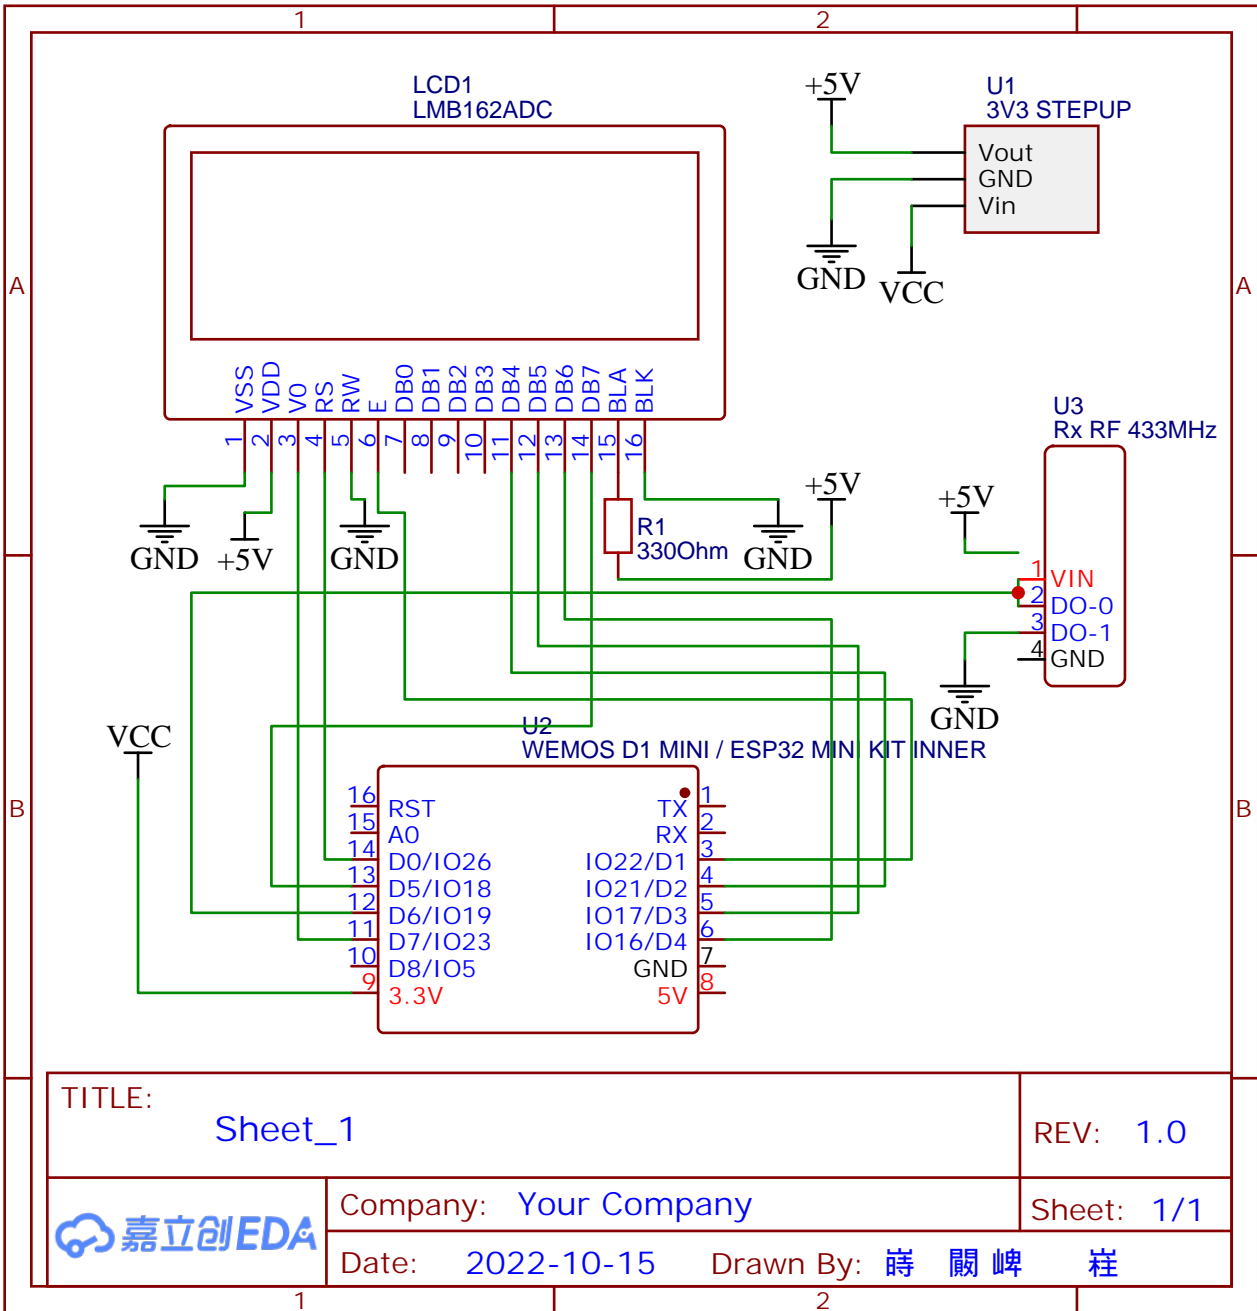 1 2
LCD1
LMB162ADC
+5V
U1
3V3 STEPUP
Vout
GND
Vin
GND
VCC
A A
VSS VDD V0 RS RW E DB0 DB1 DB2 DB3 DB4 DB5 DB6 DB7 BLA BLK
1 2 3 4 5 6 7 8 9 10 11 12 13 14 15 16
U3
Rx RF 433MHz
+5V
+5V
R1
330Ohm
GND
+5V
GND
GND
1 VIN
2 DO-0
3 DO-1
4 GND
GND
VCC
U2
WEMOS D1 MINI / ESP32 MINI KIT INNER
B B
16 RST TX 1
15 A0 RX 2
14 D0/IO26 IO22/D1 3
13 D5/IO18 IO21/D2 4
12 D6/IO19 IO17/D3 5
11 D7/IO23 IO16/D4 6
10 D8/IO5 GND 7
9 3.3V 5V 8
TITLE:
Sheet_1
REV: 1.0
嘉立创EDA
Company: Your Company
Sheet: 1/1
Date: 2022-10-15
Drawn By: 嵵 闝 崥 嵟
1 2